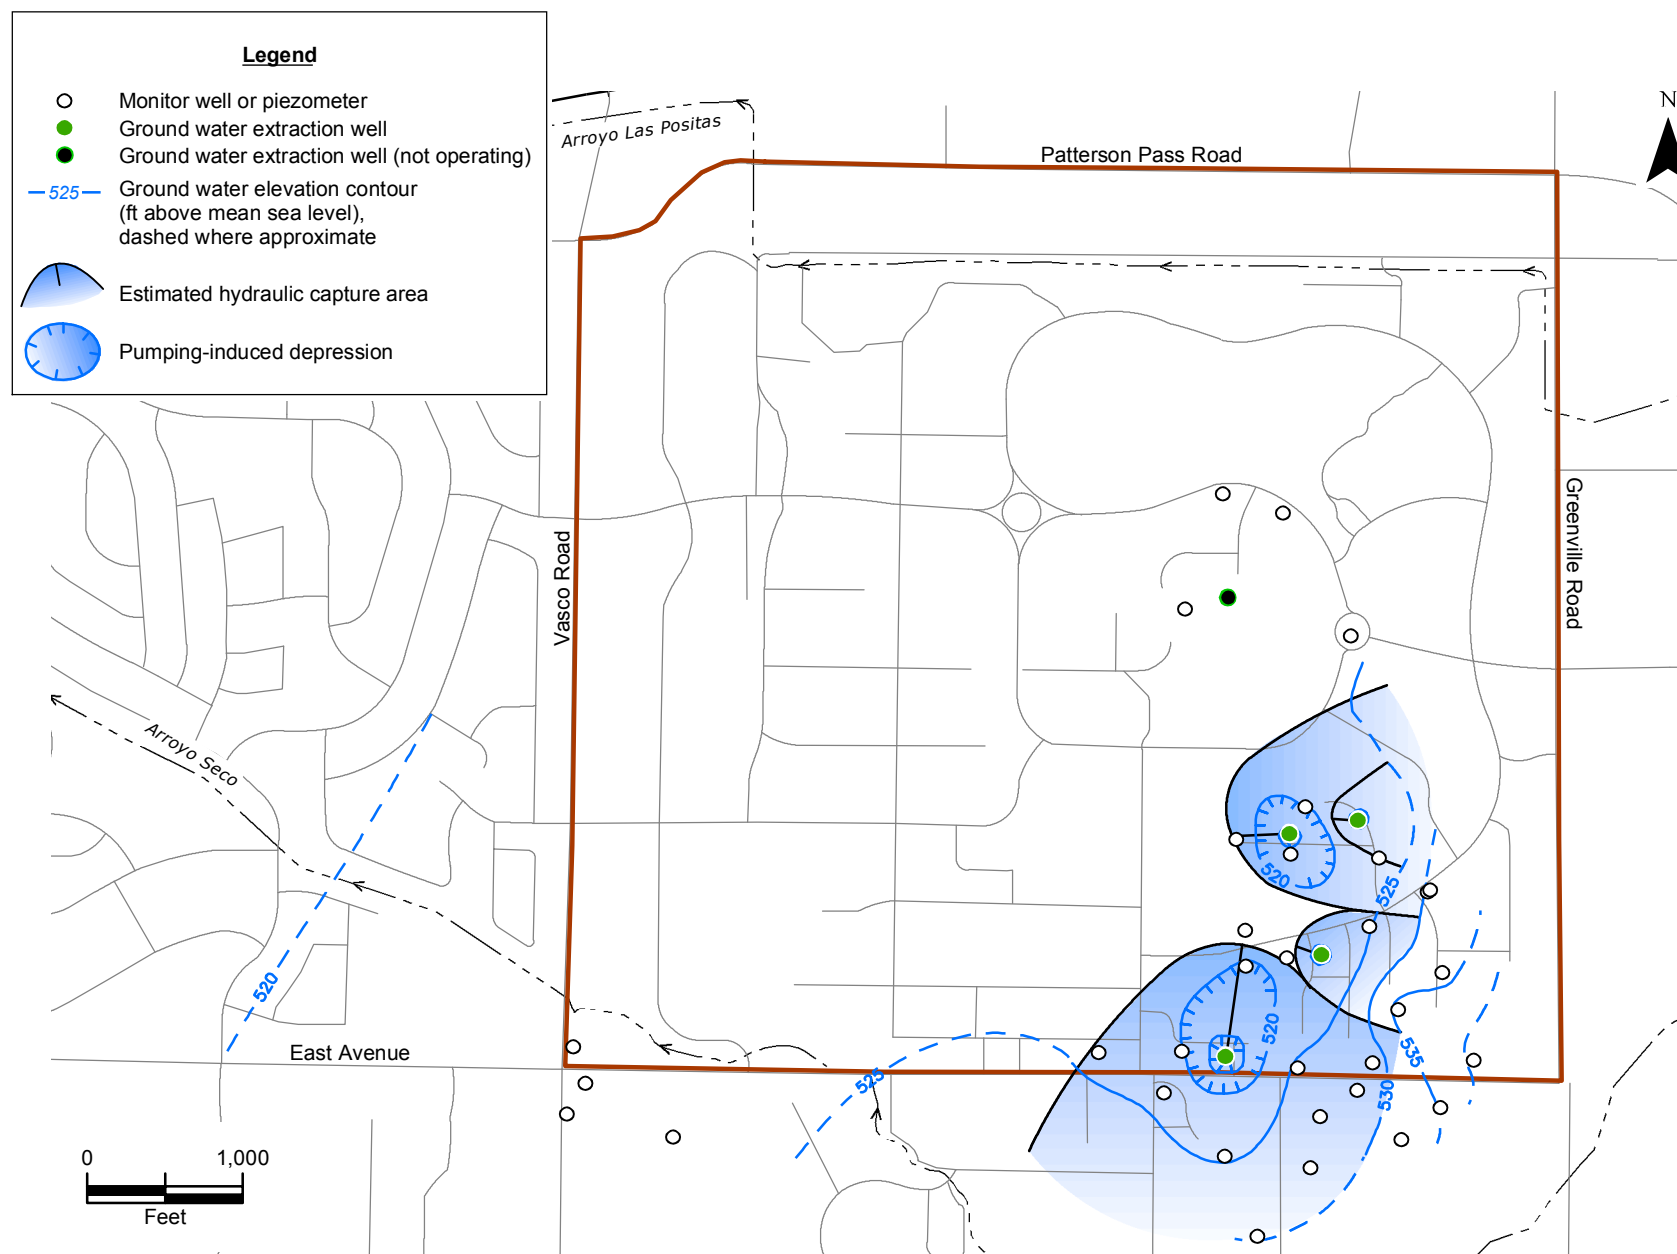 Legend
Monitor well or piezometer
Ground water extraction well
Ground water extraction well (not operating)
525
Ground water elevation contour
(ft above mean sea level),
dashed where approximate
Estimated hydraulic capture area
Pumping-induced depression
N
Arroyo Las Positas
Patterson Pass Road
Greenville Road
Vasco Road
Arroyo Seco
520
525
520
520
525
535
530
East Avenue
0 1,000
Feet